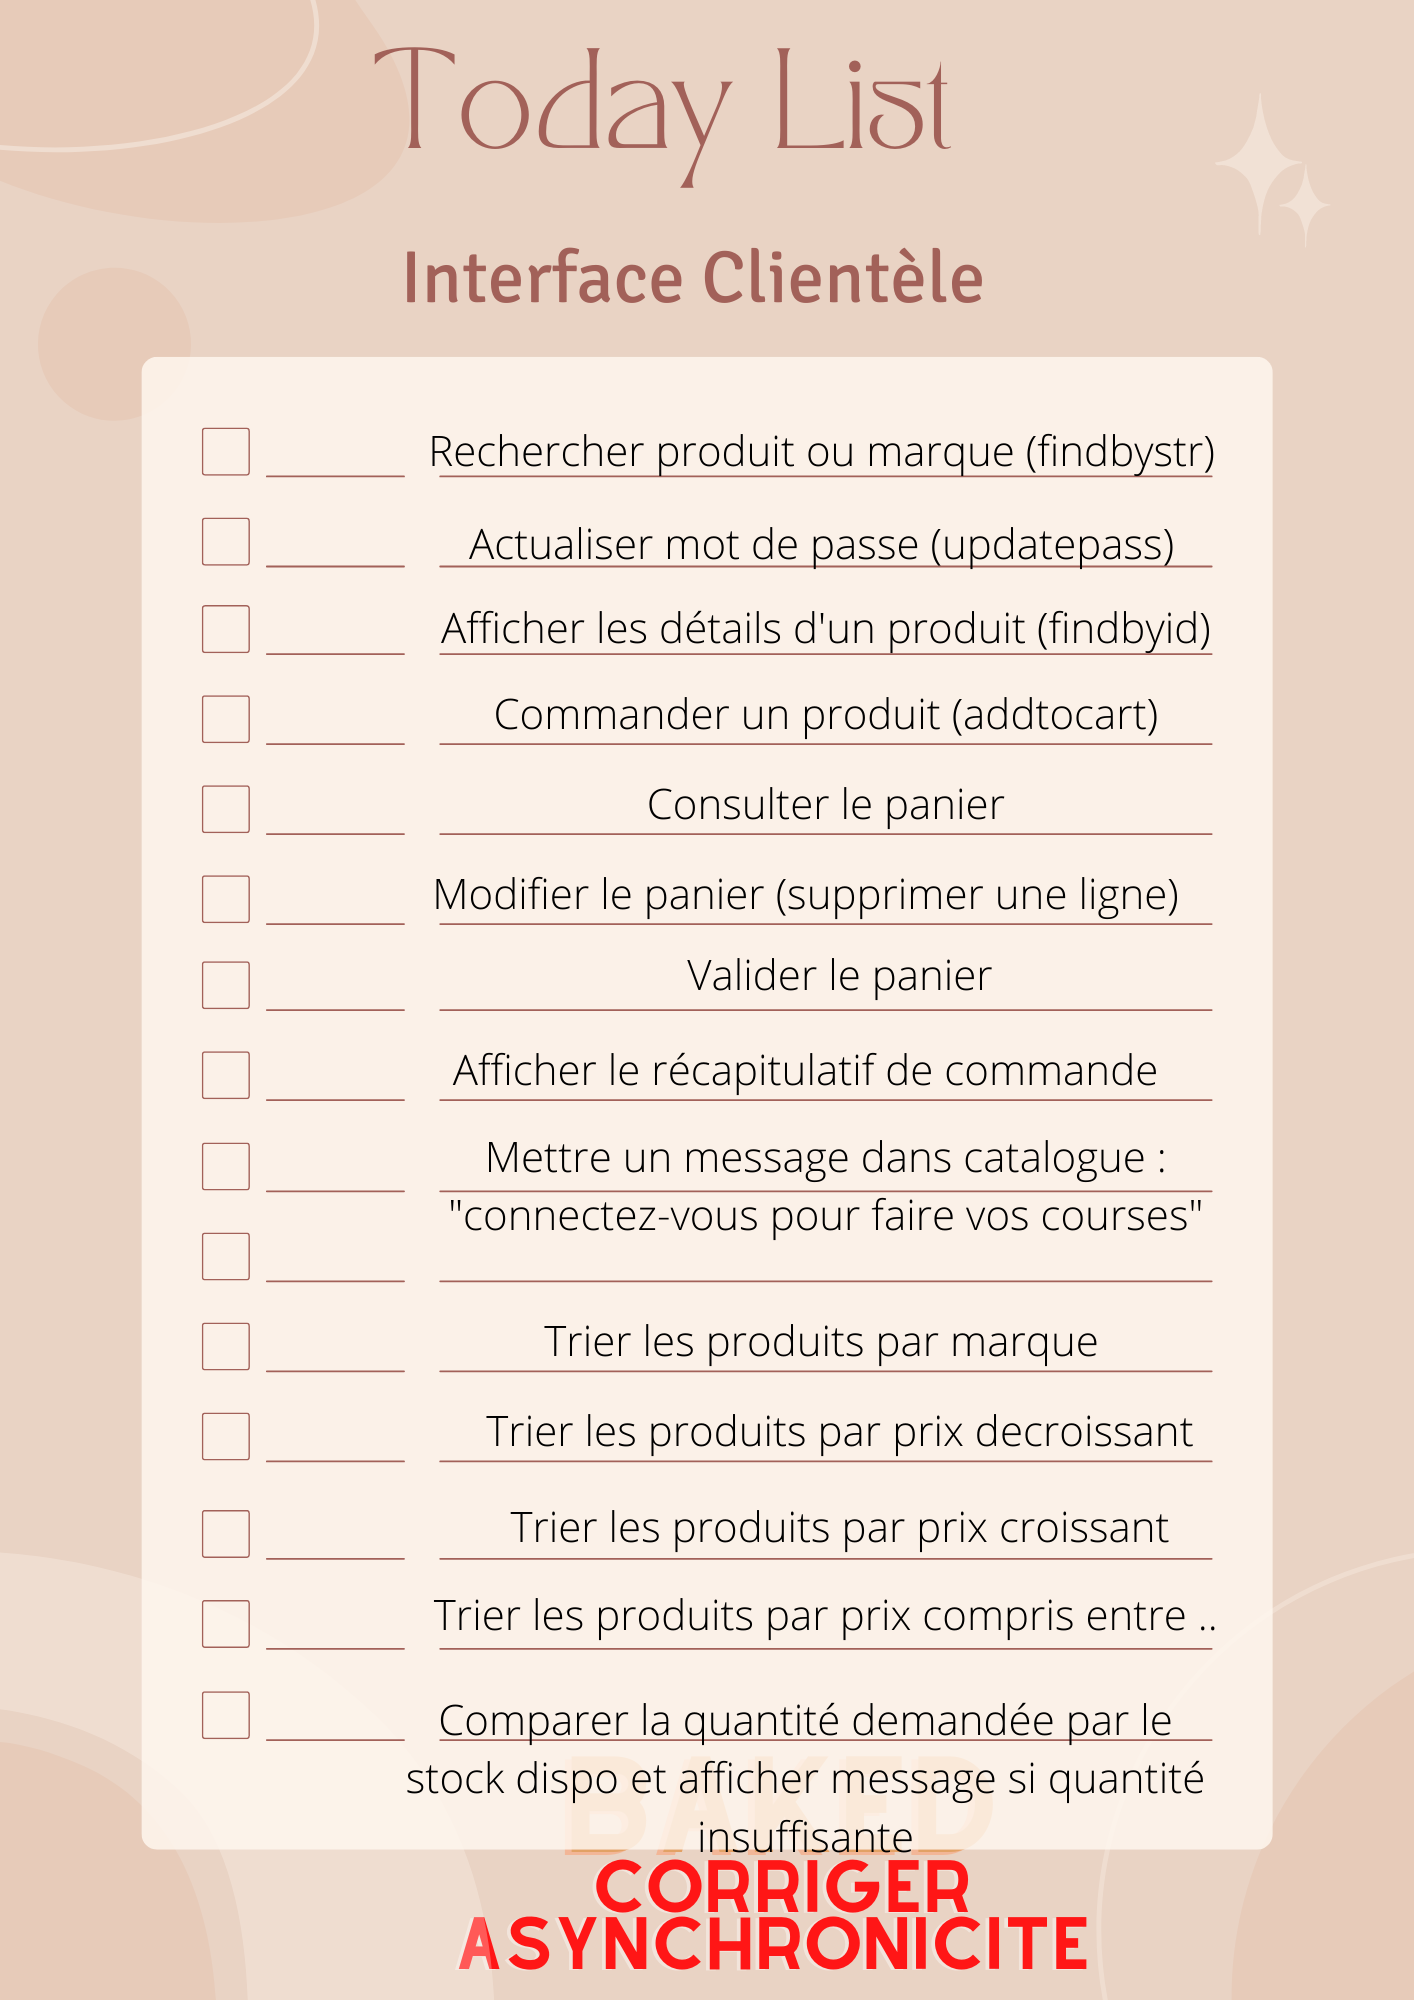 Today List
Interface Clientèle
Rechercher produit ou marque (findbystr)
Actualiser mot de passe (updatepass)
Afficher les détails d'un produit (findbyid)
Commander un produit (addtocart)
Consulter le panier
Modifier le panier (supprimer une ligne)
Valider le panier
Afficher le récapitulatif de commande
Mettre un message dans catalogue :
"connectez-vous pour faire vos courses"
Trier les produits par marque
Trier les produits par prix decroissant
Trier les produits par prix croissant
Trier les produits par prix compris entre ..
Comparer la quantité demandée par le
stock dispo et afficher message si quantité
insuffisante
BAKED
CORRIGER
ASYNCHRONICITE